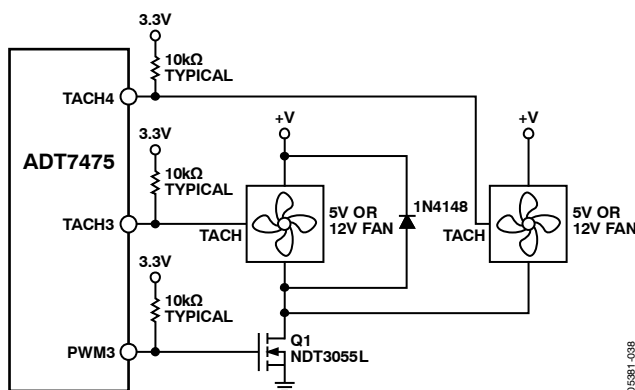 3.3V
10kΩ
TYPICAL
TACH4
ADT7475
3.3V
10kΩ
TYPICAL
TACH3
3.3V
10kΩ
TYPICAL
PWM3
+V
TACH
5V OR
12V FAN
1N4148
+V
TACH
5V OR
12V FAN
Q1
NDT3055L
05381-038